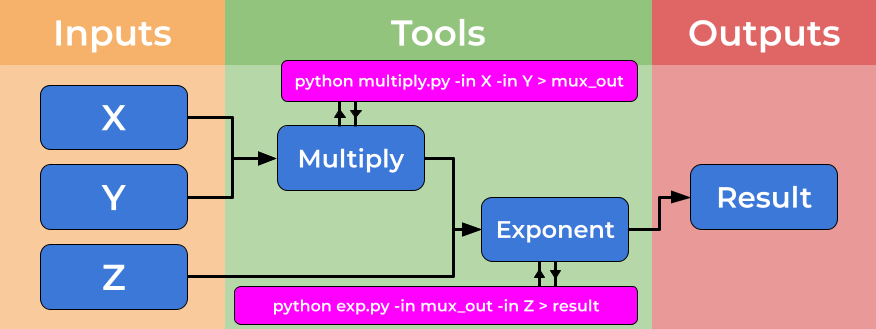 Inputs
Tools
Outputs
python multiply.py -in X -in Y > mux_out
X
Multiply
Y
Result
Exponent
Z
python exp.py -in mux_out -in Z > result